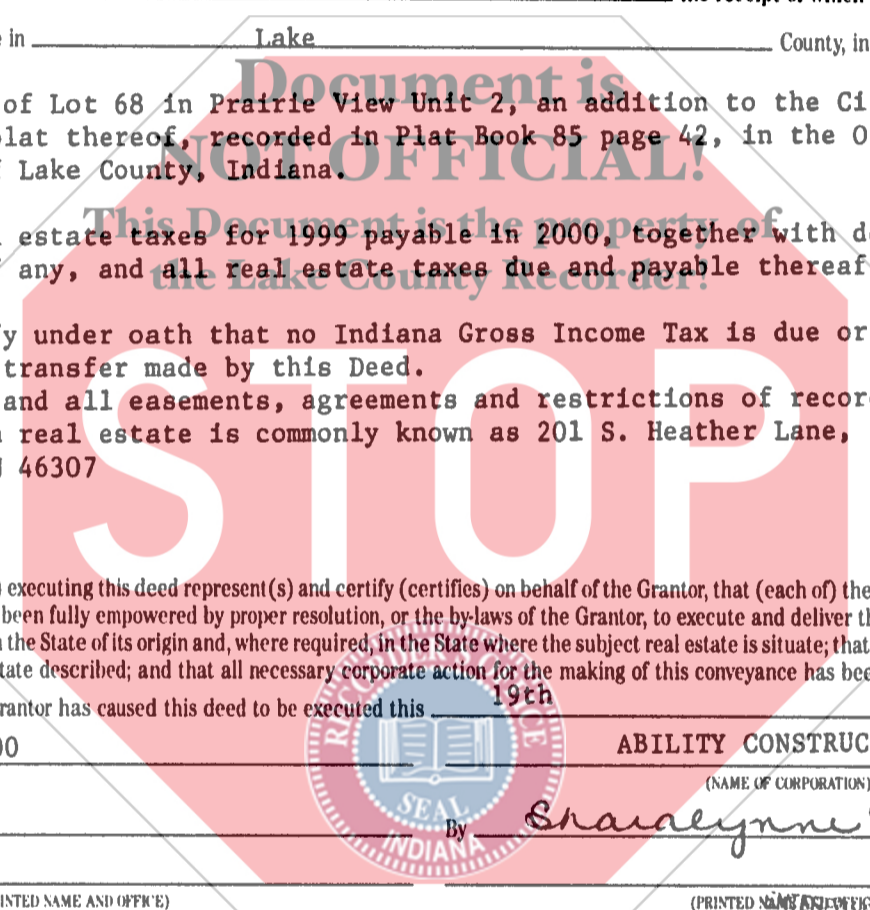 the receipt of which
e in Lake County, in
of Lot 68 in Prairie View Unit 2, an addition to the Ci
plat thereof, recorded in Plat Book 85 page 42, in the O
f Lake County, Indiana.
estate taxes for 1999 payable in 2000, together with d
any, and all real estate taxes due and payable thereaf
fy under oath that no Indiana Gross Income Tax is due or
transfer made by this Deed.
and all easements, agreements and restrictions of recor
real estate is commonly known as 201 S. Heather Lane,
46307
Document is
NOT OFFICIAL!
This Document is the property of
the Lake County Recorder!
STOP
executing this deed represent(s) and certify (certifies) on behalf of the Grantor, that (each of) the
been fully empowered by proper resolution, or the by-laws of the Grantor, to execute and deliver th
the State of its origin and, where required, in the State where the subject real estate is situate; that
tate described; and that all necessary corporate action for the making of this conveyance has bee
rantor has caused this deed to be executed this 19th
00 ABILITY CONSTRUC
(NAME OF CORPORATION)
By
RECORDER'S OFFICE
SEAL
INDIANA
INTED NAME AND OFFICE) (PRINTED